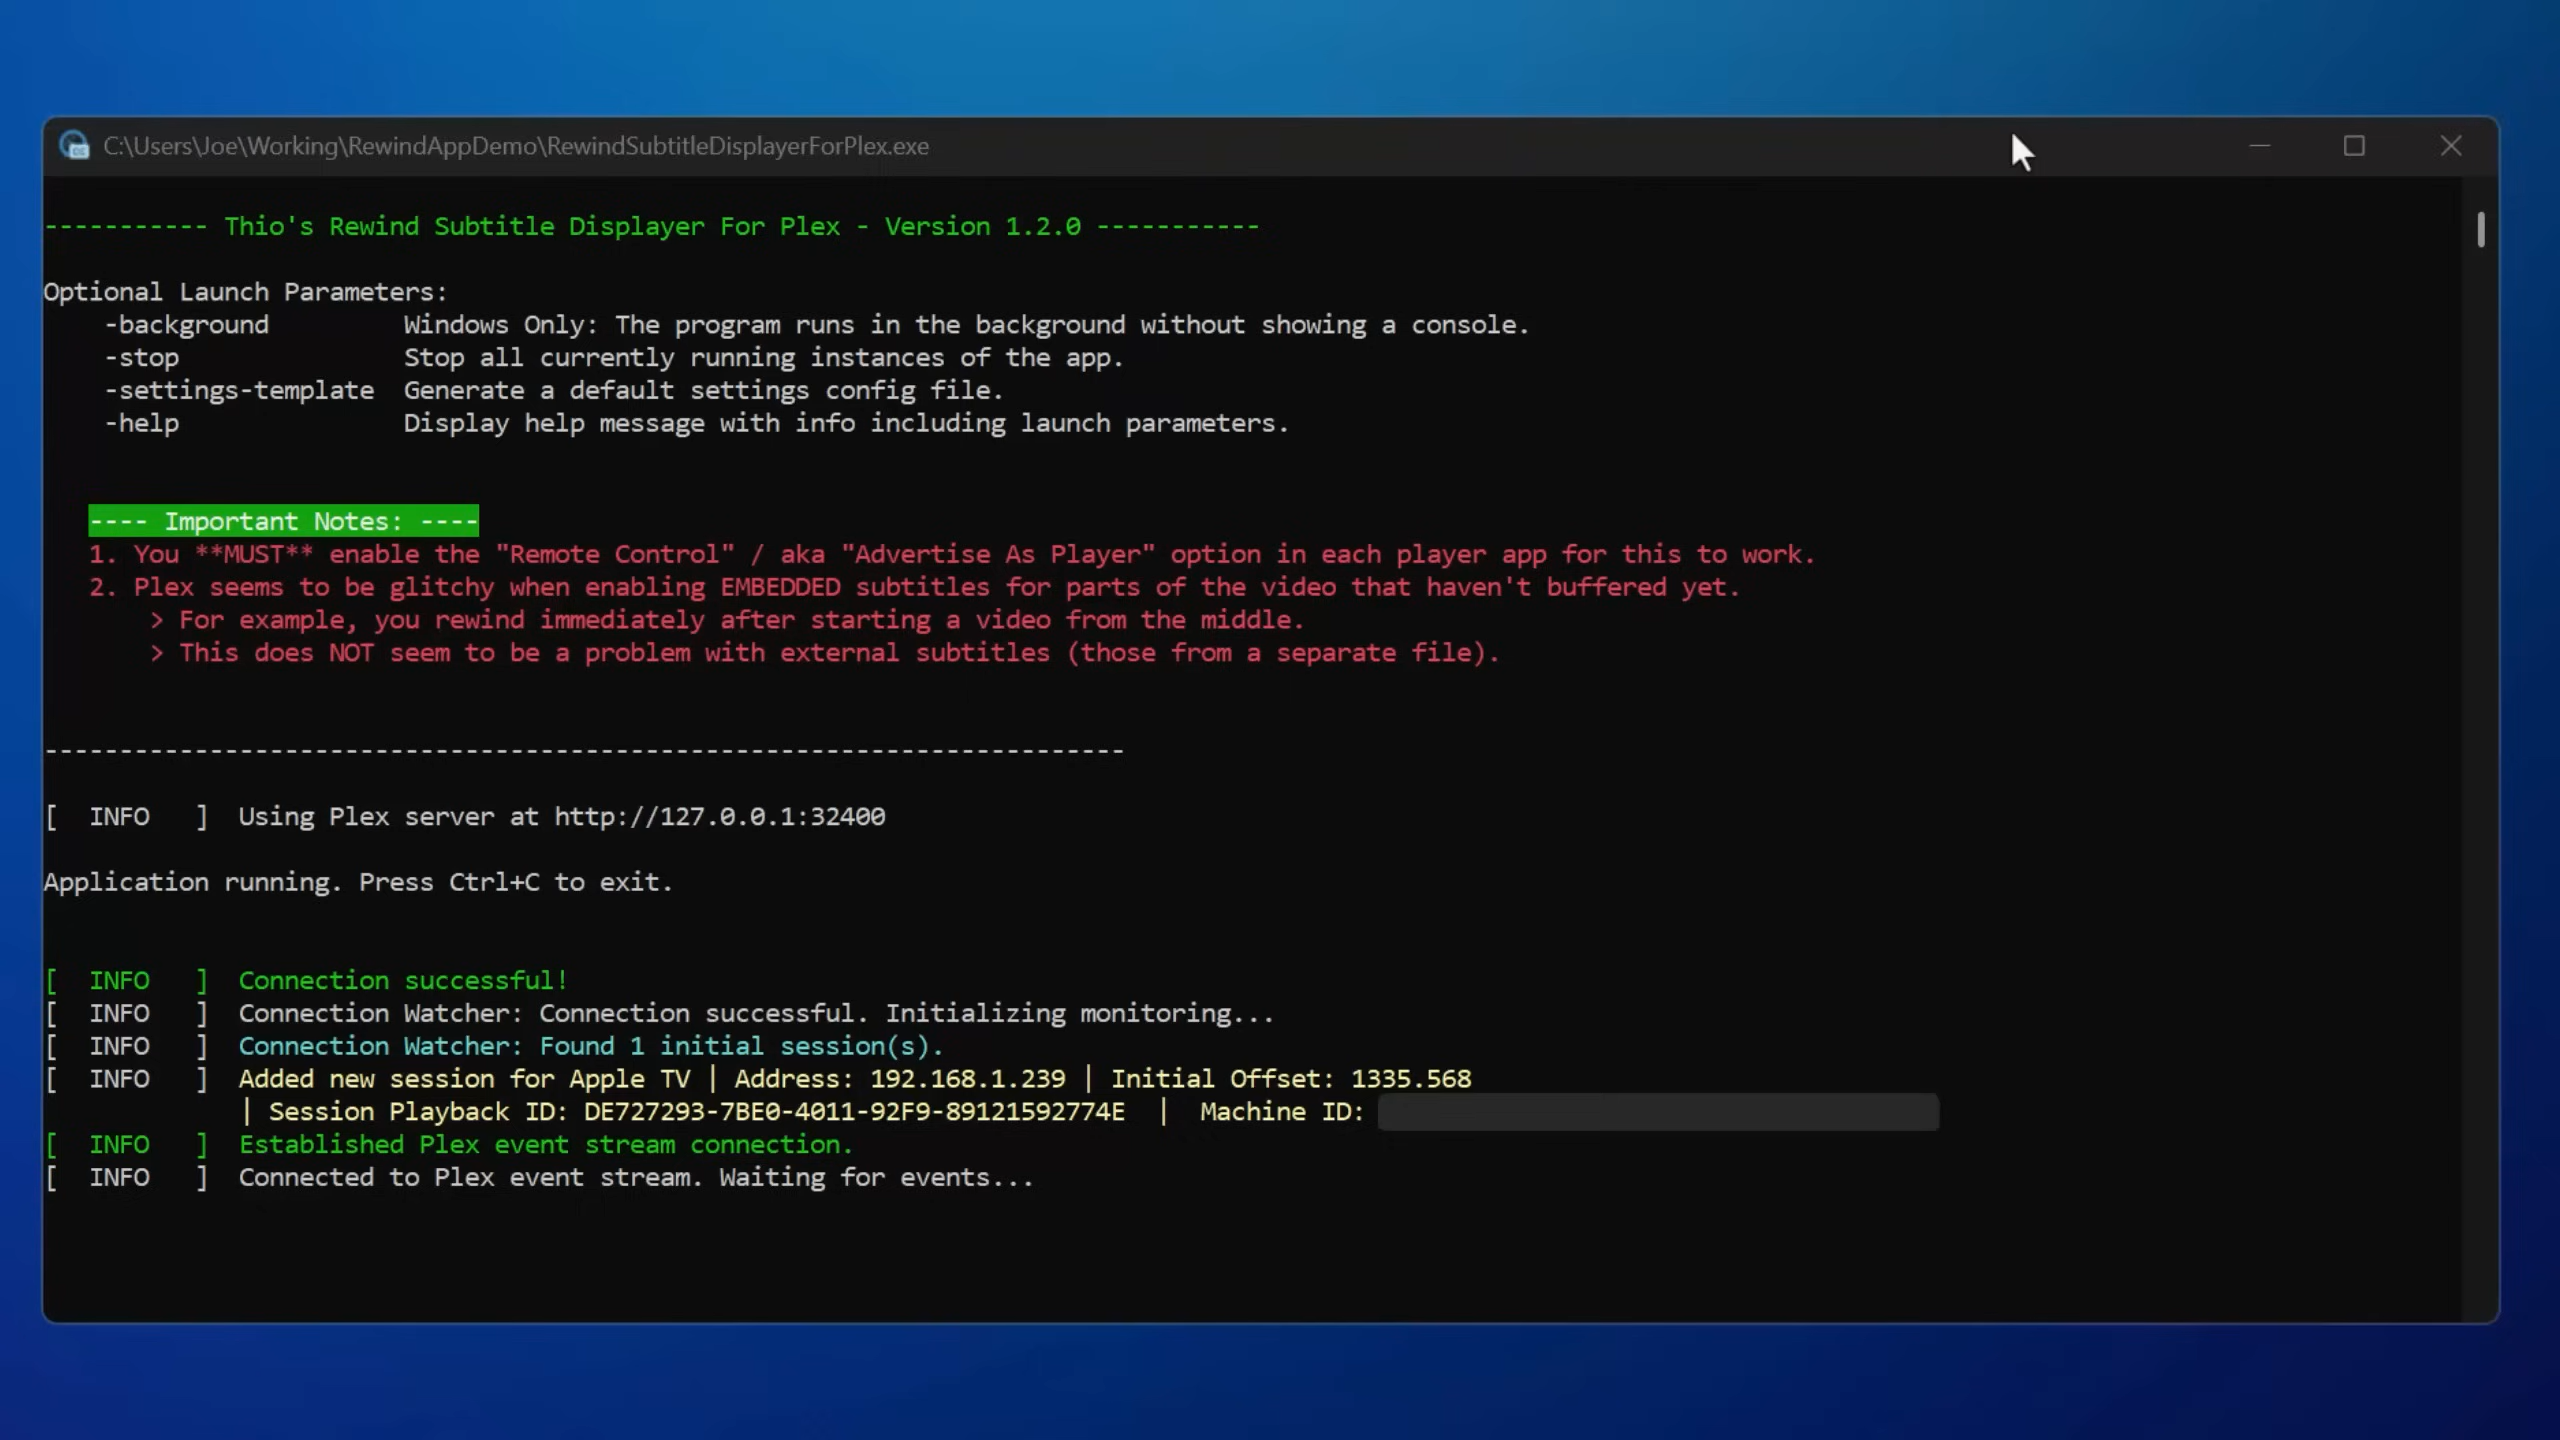 C:\Users\Joe\Working\RewindAppDemo\RewindSubtitleDisplayerForPlex.exe
----------- Thio's Rewind Subtitle Displayer For Plex - Version 1.2.0 -----------
Optional Launch Parameters:
-background Windows Only: The program runs in the background without showing a console.
-stop Stop all currently running instances of the app.
-settings-template Generate a default settings config file.
-help Display help message with info including launch parameters.
---- Important Notes: ----
1. You **MUST** enable the "Remote Control" / aka "Advertise As Player" option in each player app for this to work.
2. Plex seems to be glitchy when enabling EMBEDDED subtitles for parts of the video that haven't buffered yet.
> For example, you rewind immediately after starting a video from the middle.
> This does NOT seem to be a problem with external subtitles (those from a separate file).
------------------------------------------------------------------------
[ INFO ] Using Plex server at http://127.0.0.1:32400
Application running. Press Ctrl+C to exit.
[ INFO ] Connection successful!
[ INFO ] Connection Watcher: Connection successful. Initializing monitoring...
[ INFO ] Connection Watcher: Found 1 initial session(s).
[ INFO ] Added new session for Apple TV | Address: 192.168.1.239 | Initial Offset: 1335.568
| Session Playback ID: DE727293-7BE0-4011-92F9-89121592774E | Machine ID:
[ INFO ] Established Plex event stream connection.
[ INFO ] Connected to Plex event stream. Waiting for events...